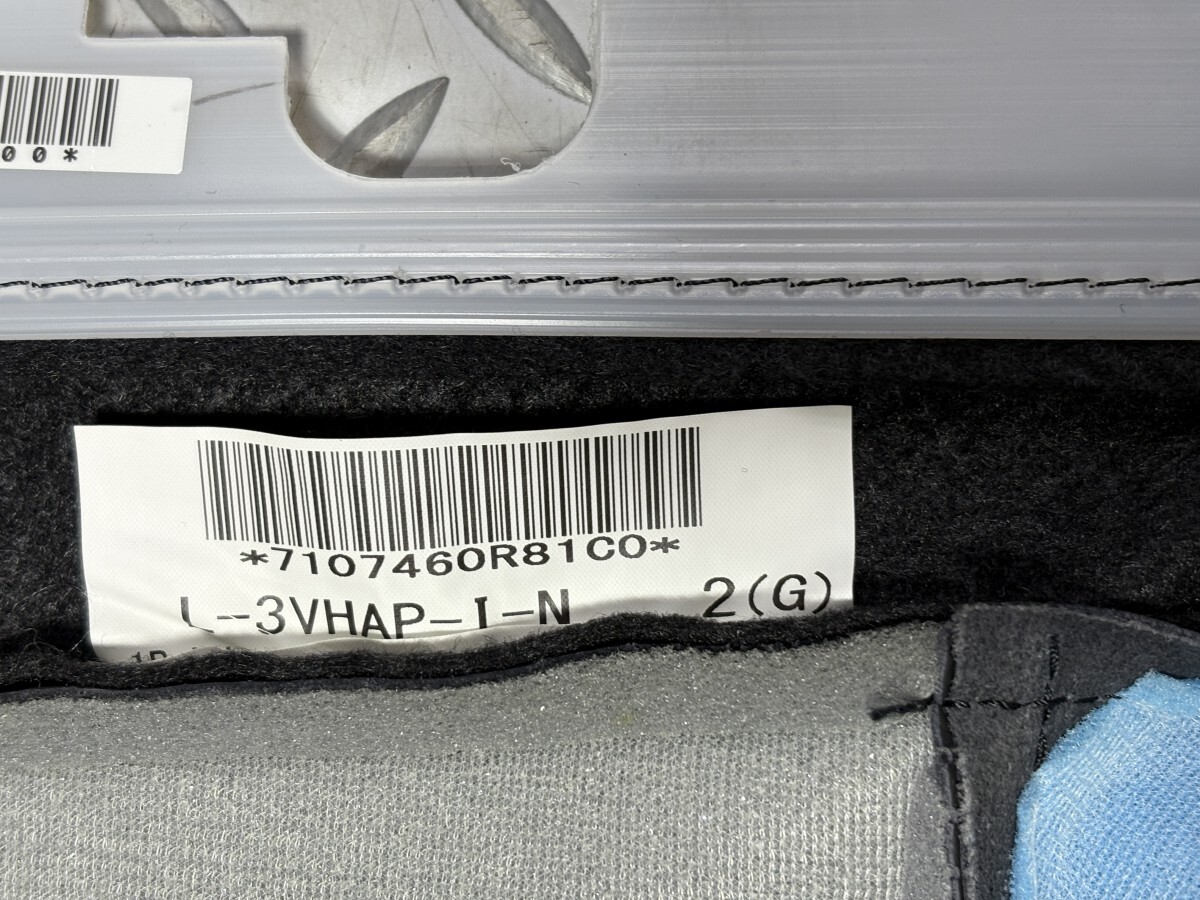 00*
*7107460R81C0*
L-3VHAP-I-N 2(G)